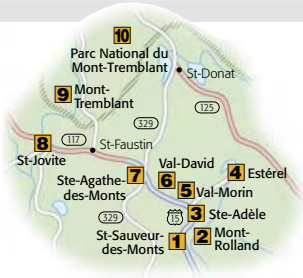 10
Parc National du
Mont-Tremblant
St-Donat
9 Mont-
Tremblant
125
329
8
St-Jovite
117
St-Faustin
Val-David
6
7
Ste-Agathe-
des-Monts
4 Estérel
5 Val-Morin
329
15
3 Ste-Adèle
St-Sauveur-
des-Monts
1
2 Mont-
Rolland